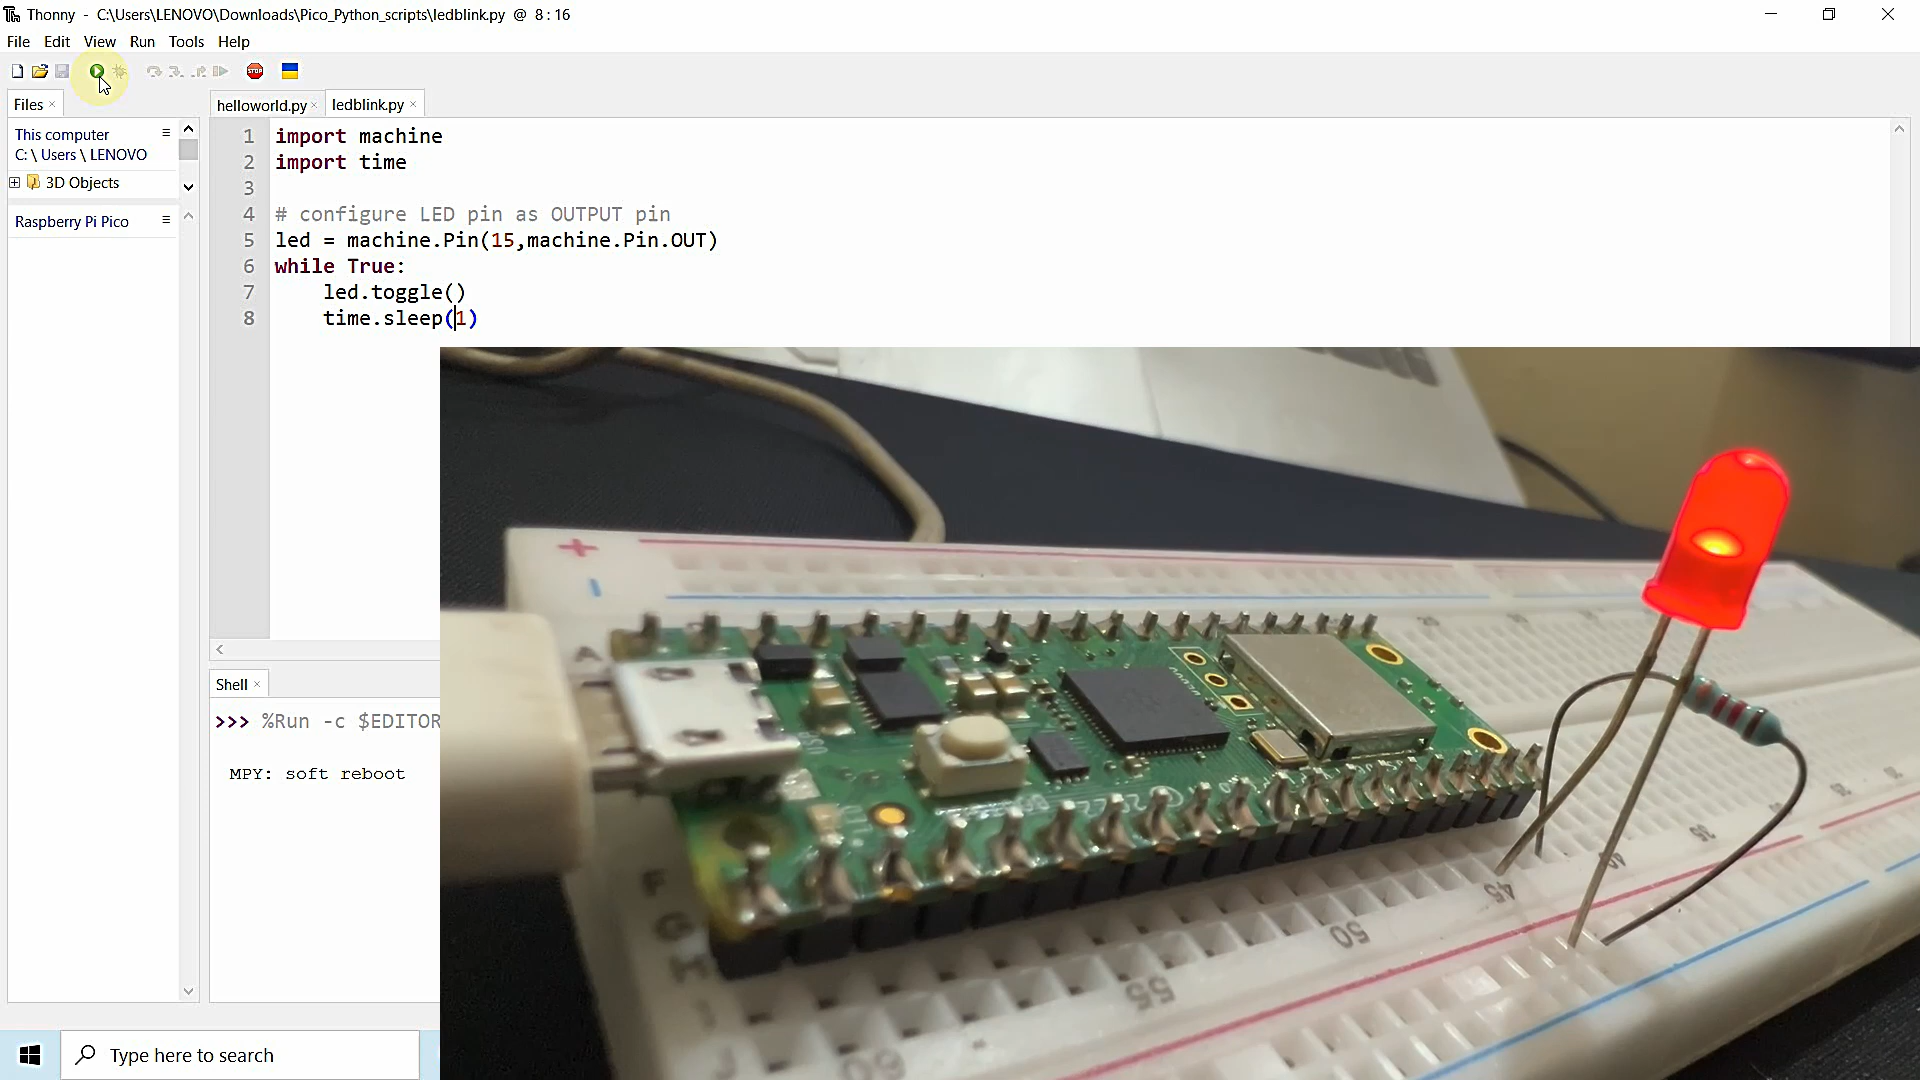 Thonny - C:\Users\LENOVO\Downloads\Pico_Python_scripts\ledblink.py @ 8 : 16
File Edit View Run Tools Help
STOP
Files
helloworld.py ledblink.py
This computer
C: \ Users \ LENOVO
3D Objects
Raspberry Pi Pico
1 import machine
2 import time
3
4 # configure LED pin as OUTPUT pin
5 led = machine.Pin(15,machine.Pin.OUT)
6 while True:
7 led.toggle()
8 time.sleep(1)
Shell
>>> %Run -c $EDITOR
MPY: soft reboot
Type here to search
A
USB
F
G
H
I
J
45
50
55
60